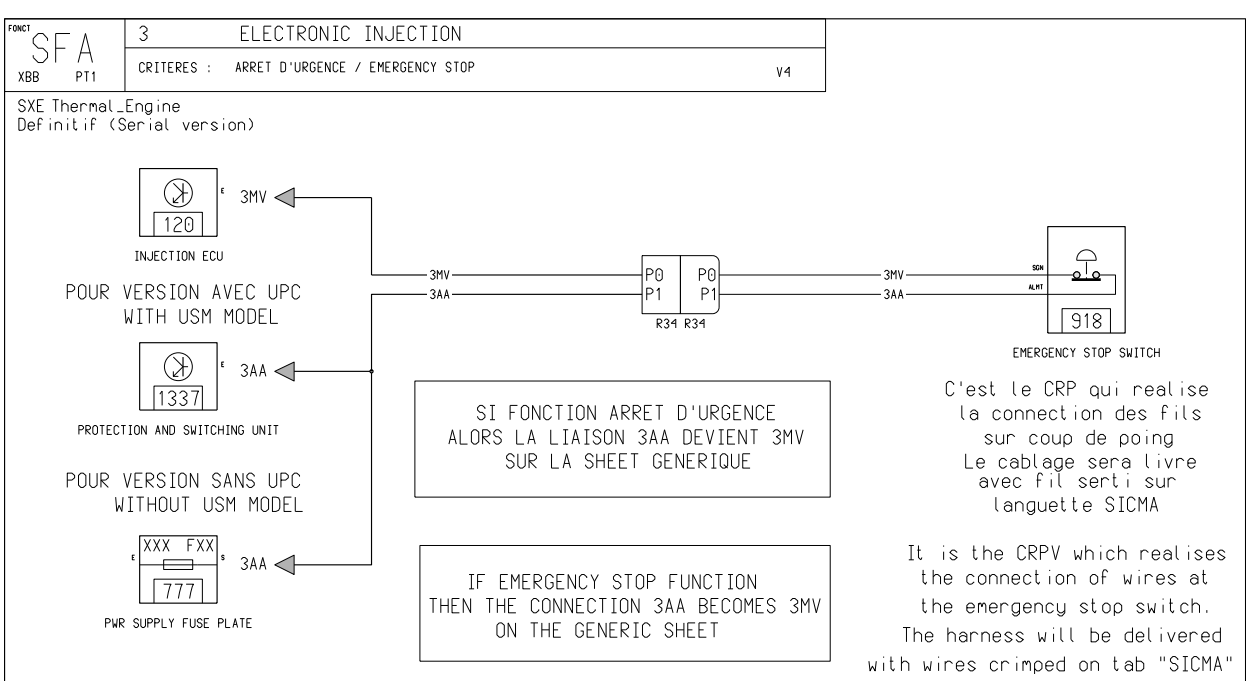 FONCT
SFA
XBB PT1
3 ELECTRONIC INJECTION
CRITERES : ARRET D'URGENCE / EMERGENCY STOP V4
SXE Thermal_Engine
Definitif (Serial version)
E 3MV
120
INJECTION ECU
POUR VERSION AVEC UPC
WITH USM MODEL
E 3AA
1337
PROTECTION AND SWITCHING UNIT
POUR VERSION SANS UPC
WITHOUT USM MODEL
XXX FXX
E S 3AA
777
PWR SUPPLY FUSE PLATE
3MV P0 P0 3MV SGN
3AA P1 P1 3AA ALMT
R34 R34
918
EMERGENCY STOP SWITCH
SI FONCTION ARRET D'URGENCE
ALORS LA LIAISON 3AA DEVIENT 3MV
SUR LA SHEET GENERIQUE
IF EMERGENCY STOP FUNCTION
THEN THE CONNECTION 3AA BECOMES 3MV
ON THE GENERIC SHEET
C'est le CRP qui realise
la connection des fils
sur coup de poing
Le cablage sera livre
avec fil serti sur
languette SICMA
It is the CRPV which realises
the connection of wires at
the emergency stop switch.
The harness will be delivered
with wires crimped on tab "SICMA"